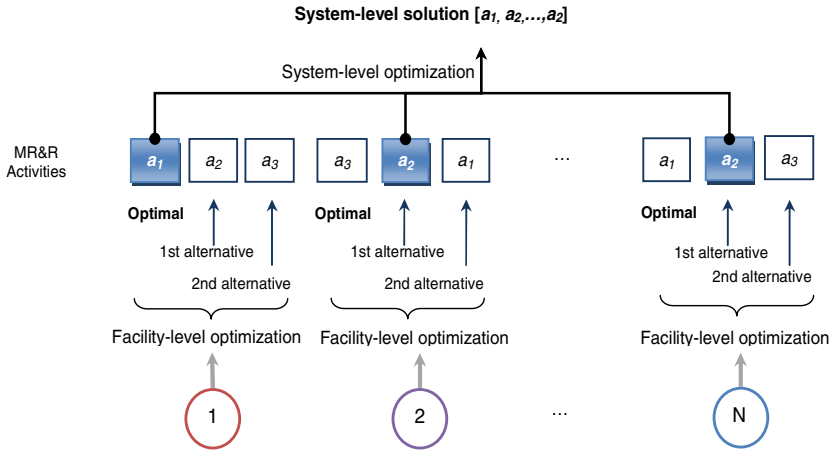 System-level solution [a1, a2,...,a2]
System-level optimization
MR&R
Activities
a1 a2 a3 a3 a2 a1 ... a1 a2 a3
Optimal Optimal Optimal
1st alternative 1st alternative 1st alternative
2nd alternative 2nd alternative 2nd alternative
Facility-level optimization Facility-level optimization Facility-level optimization
1 2 ... N